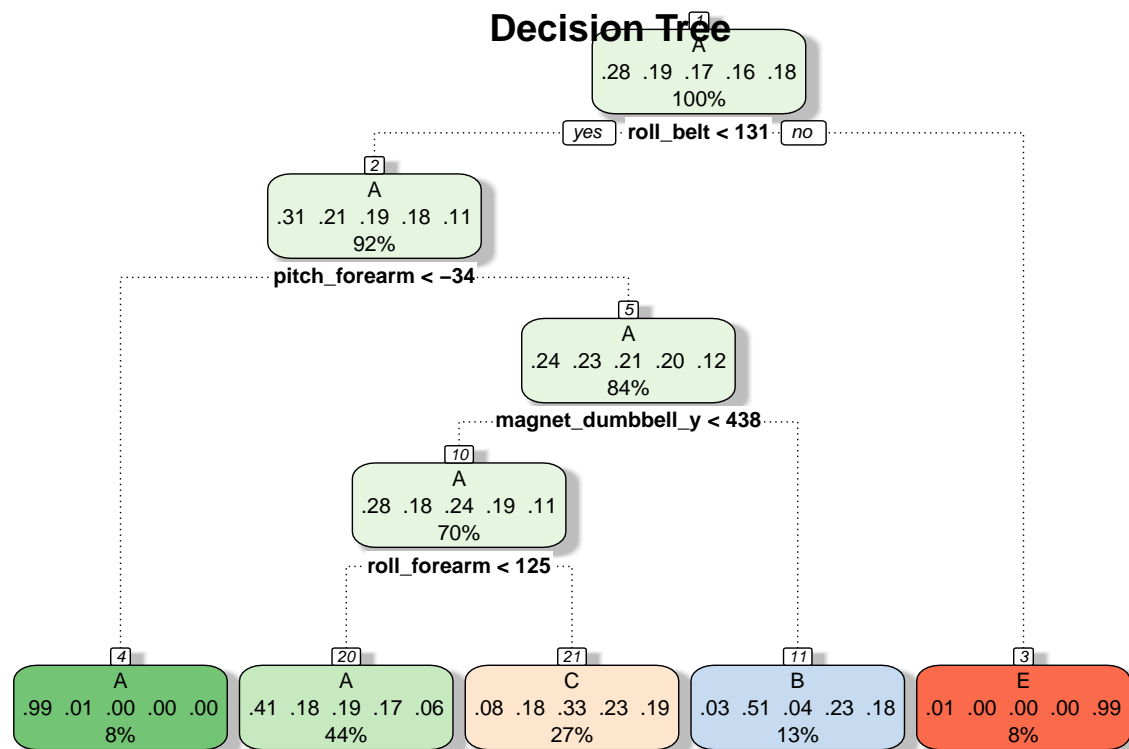 Decision Tree
1
A
.28 .19 .17 .16 .18
100%
yes roll_belt < 131 no
2
A
.31 .21 .19 .18 .11
92%
pitch_forearm < −34
5
A
.24 .23 .21 .20 .12
84%
magnet_dumbbell_y < 438
10
A
.28 .18 .24 .19 .11
70%
roll_forearm < 125
4
A
.99 .01 .00 .00 .00
8%
20
A
.41 .18 .19 .17 .06
44%
21
C
.08 .18 .33 .23 .19
27%
11
B
.03 .51 .04 .23 .18
13%
3
E
.01 .00 .00 .00 .99
8%